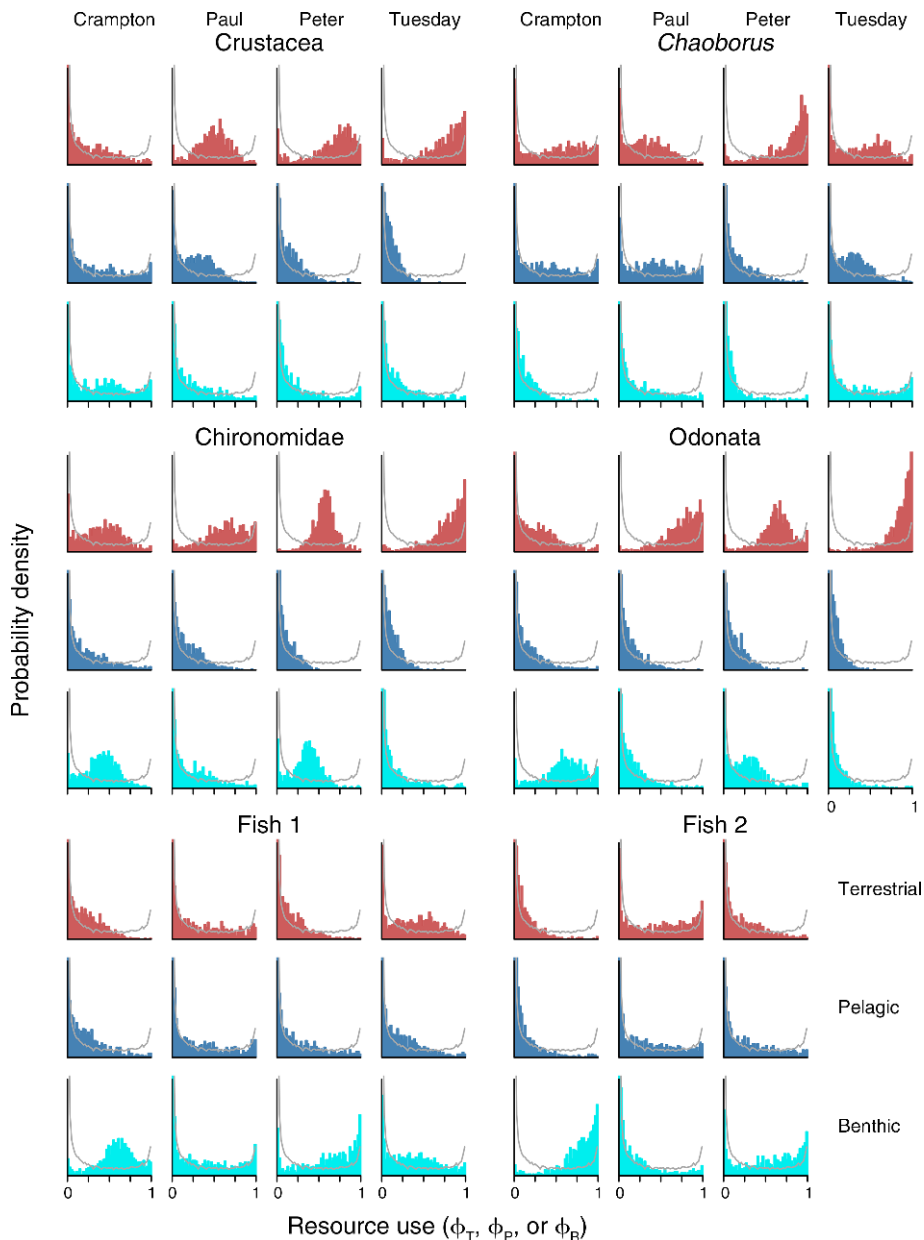 Crampton Paul Peter Tuesday Crampton Paul Peter Tuesday
Crustacea Chaoborus
Chironomidae Odonata
Probability density
0 1
Fish 1 Fish 2
Terrestrial
Pelagic
Benthic
0 1 0 1 0 1 0 1 0 1 0 1 0 1
Resource use (ϕT, ϕP, or ϕB)